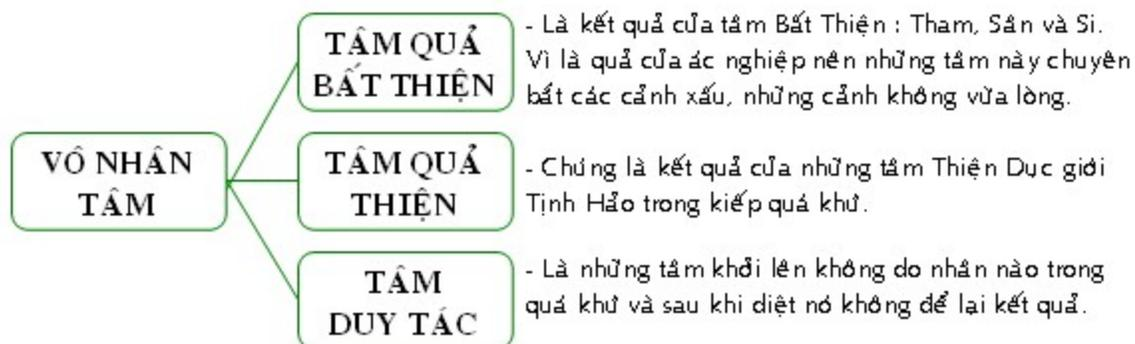 VÔ NHÂN
TÂM
TÂM QUẢ
BẤT THIỆN
- Là kết quả của tâm Bất Thiện : Tham, Sân và Si.
Vì là quả của ác nghiệp nên những tâm này chuyên
bắt các cảnh xấu, những cảnh không vừa lòng.
TÂM QUẢ
THIỆN
- Chúng là kết quả của những tâm Thiện Dục giới
Tịnh Hảo trong kiếp quá khứ.
TÂM
DUY TÁC
- Là những tâm khởi lên không do nhân nào trong
quá khứ và sau khi diệt nó không để lại kết quả.